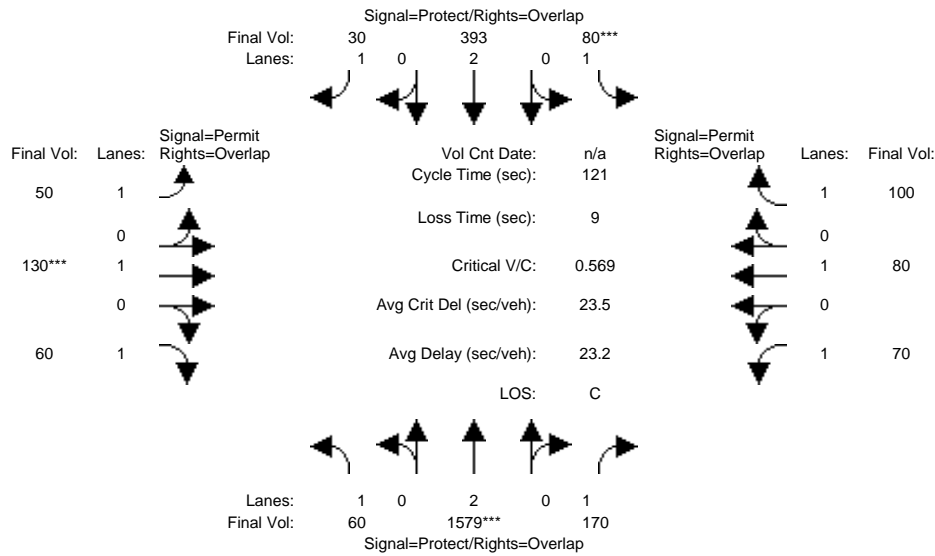 Signal=Protect/Rights=Overlap
Final Vol: 30 393 80***
Lanes: 1 0 2 0 1
Signal=Permit Signal=Permit
Final Vol: Lanes: Rights=Overlap Vol Cnt Date: n/a Rights=Overlap Lanes: Final Vol:
Cycle Time (sec): 121
50 1 1 100
Loss Time (sec): 9
0 0
130*** 1 Critical V/C: 0.569 1 80
0 Avg Crit Del (sec/veh): 23.5 0
60 1 Avg Delay (sec/veh): 23.2 1 70
LOS: C
Lanes: 1 0 2 0 1
Final Vol: 60 1579*** 170
Signal=Protect/Rights=Overlap